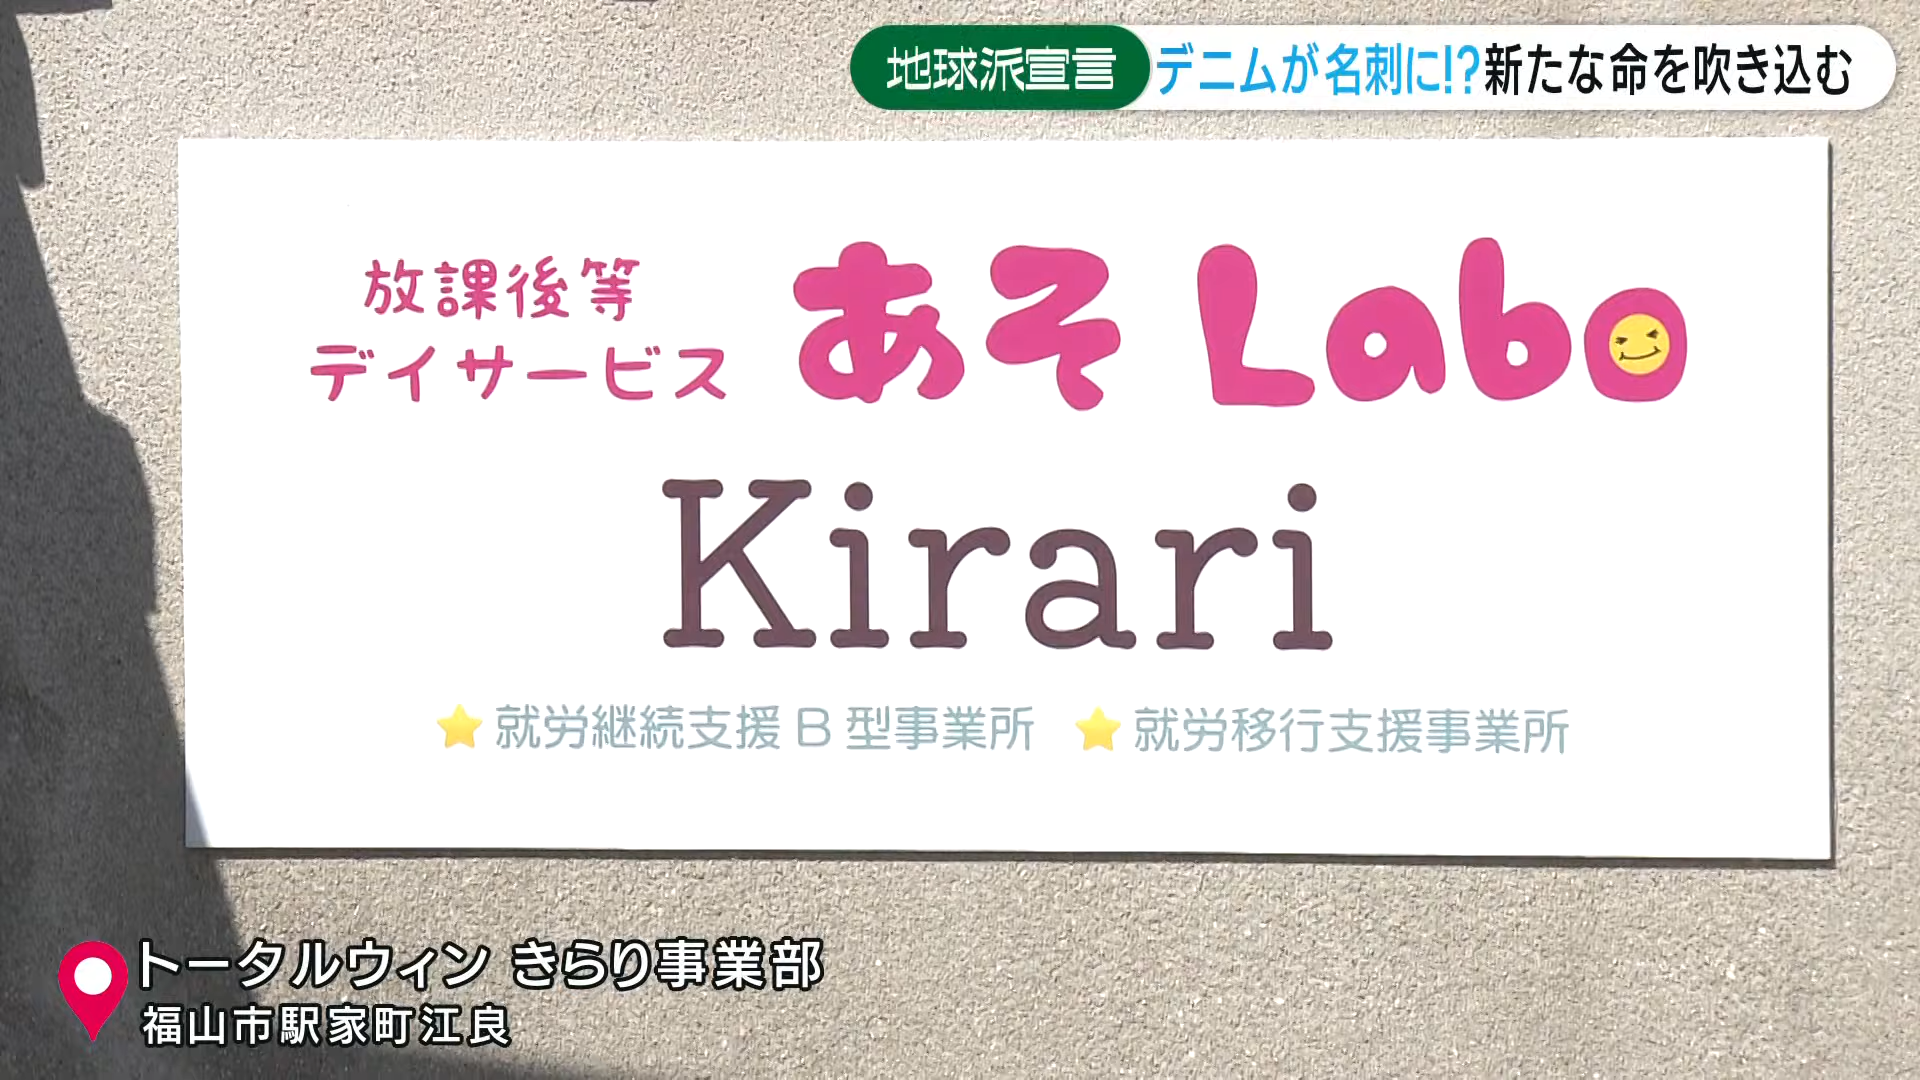 地球派宣言 デニムが名刺に!?新たな命を吹き込む
放課後等
デイサービス
あそLabo
Kirari
就労継続支援B型事業所 就労移行支援事業所
トータルウィン きらり事業部
福山市駅家町江良